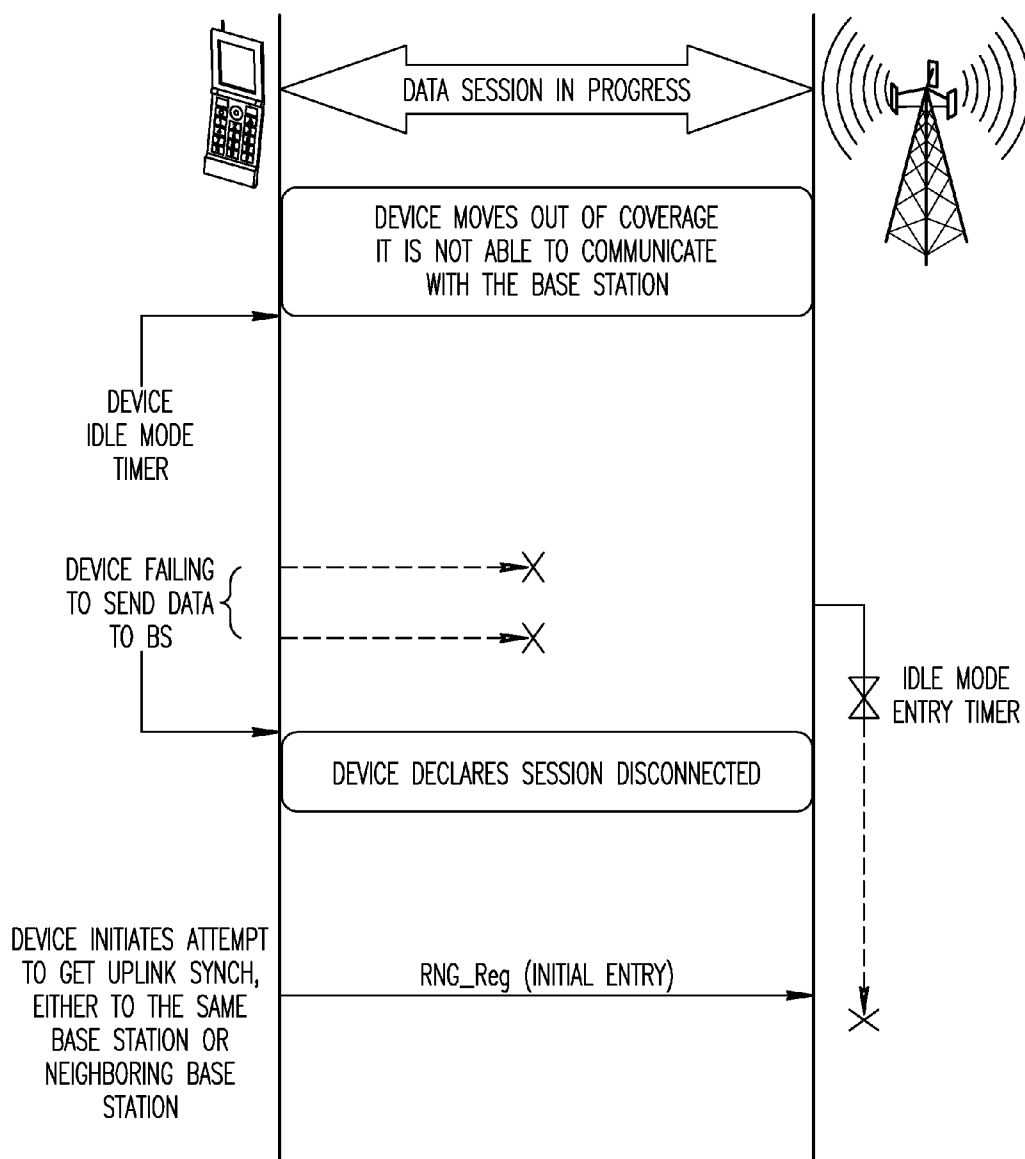 DATA SESSION IN PROGRESS
DEVICE MOVES OUT OF COVERAGE
IT IS NOT ABLE TO COMMUNICATE
WITH THE BASE STATION
DEVICE
IDLE MODE
TIMER
DEVICE FAILING
TO SEND DATA
TO BS
IDLE MODE
ENTRY TIMER
DEVICE DECLARES SESSION DISCONNECTED
DEVICE INITIATES ATTEMPT
TO GET UPLINK SYNCH,
EITHER TO THE SAME
BASE STATION OR
NEIGHBORING BASE
STATION
RNG_Reg (INITIAL ENTRY)